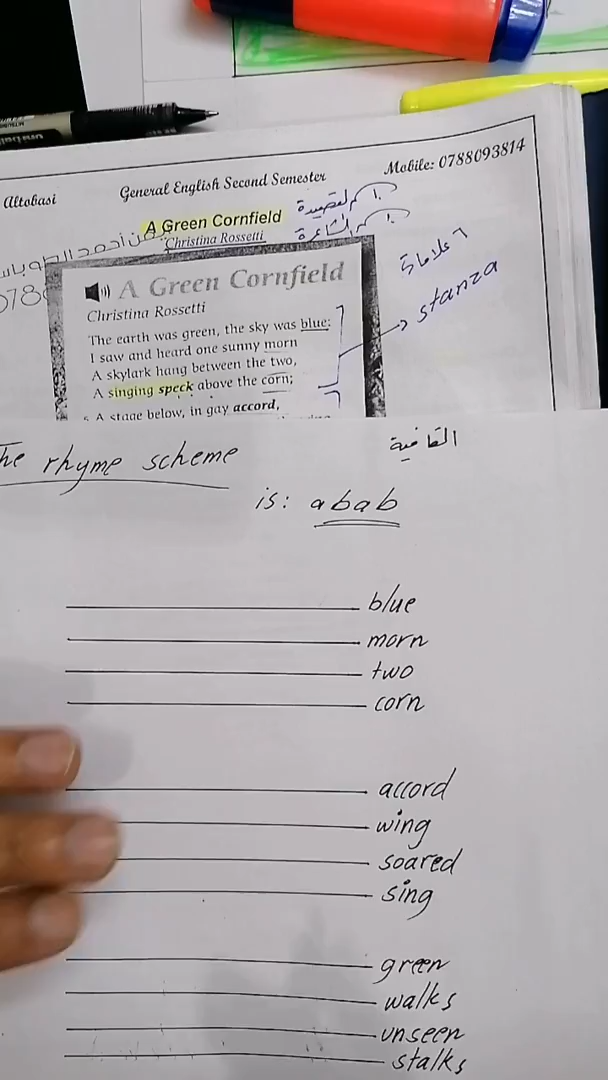 Altobasi
General English Second Semester
Mobile: 0788093814
A Green Cornfield
Christina Rossetti
٦ علامات
A Green Cornfield
Christina Rossetti
The earth was green, the sky was blue:
I saw and heard one sunny morn
A skylark hung between the two,
A singing speck above the corn;
stanza
5 A stage below, in gay accord,
The rhyme scheme
القافية
is: abab
blue
morn
two
corn
accord
wing
soared
sing
green
walks
unseen
stalks